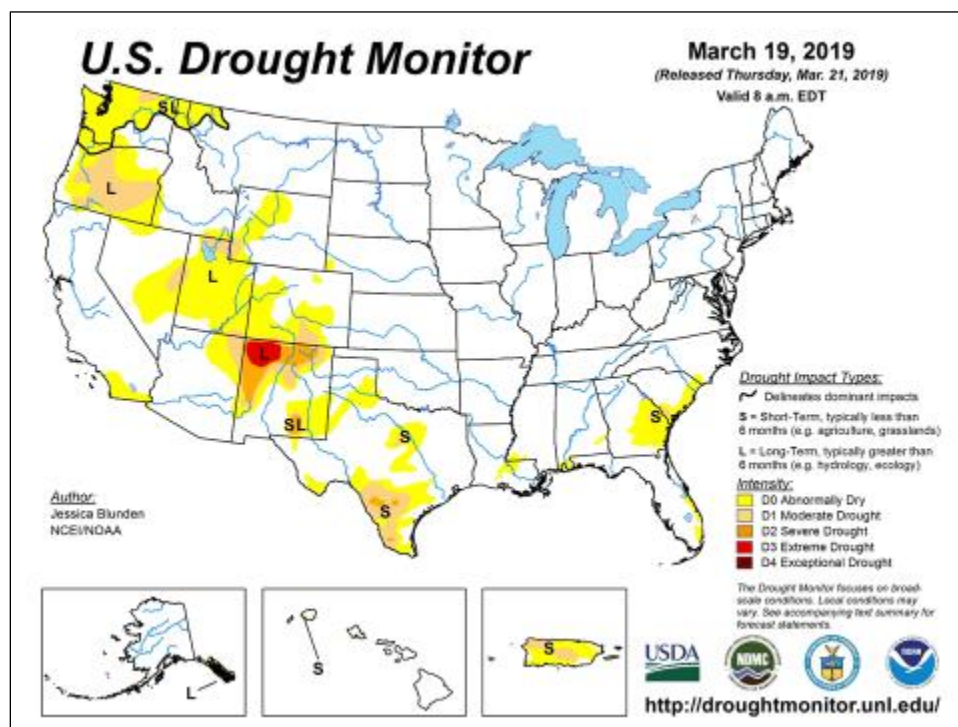 U.S. Drought Monitor
March 19, 2019
(Released Thursday, Mar. 21, 2019)
Valid 8 a.m. EDT
SL
L
L
L
SL
S
S
S
Drought Impact Types:
Delineates dominant impacts
S = Short-Term, typically less than
6 months (e.g. agriculture, grasslands)
L = Long-Term, typically greater than
6 months (e.g. hydrology, ecology)
Intensity:
D0 Abnormally Dry
D1 Moderate Drought
D2 Severe Drought
D3 Extreme Drought
D4 Exceptional Drought
Author:
Jessica Blunden
NCEI/NOAA
The Drought Monitor focuses on broad-
scale conditions. Local conditions may
vary. See accompanying text summary for
forecast statements.
L
S
S
USDA
NDMC
http://droughtmonitor.unl.edu/